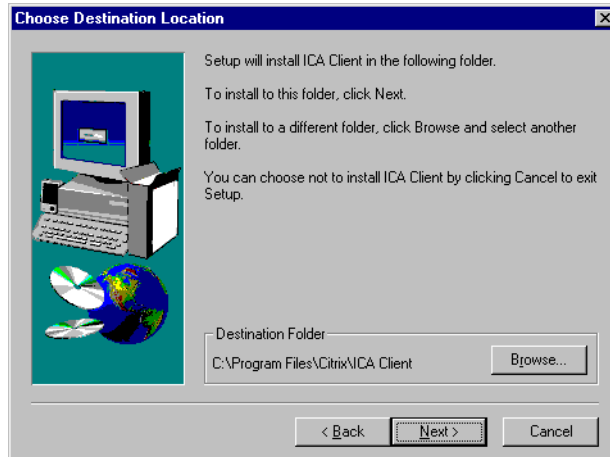 Choose Destination Location
Setup will install ICA Client in the following folder.
To install to this folder, click Next.
To install to a different folder, click Browse and select another
folder.
You can choose not to install ICA Client by clicking Cancel to exit
Setup.
Destination Folder
C:\Program Files\Citrix\ICA Client
Browse...
< Back
Next >
Cancel